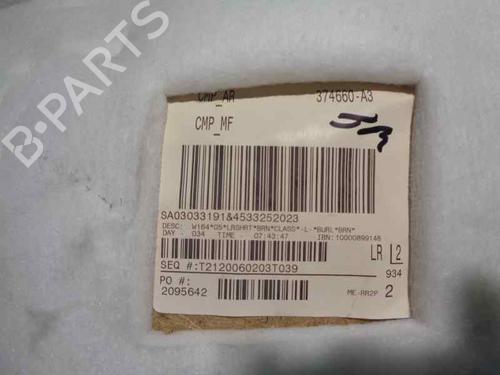 CMP_AR 374660-A3
CMP_MF
SA03033191&4533252023
DESC: W164*G5*LRSHRT*BRN*CLASS*-L-*BURL*BRN*
DAY - 034 TIME - 07:43:47 IBN:10000899148
SEQ #:T2120060203T039
LR L2
934
PO #:
2095642
ME-RR2P 2
B-PARTS